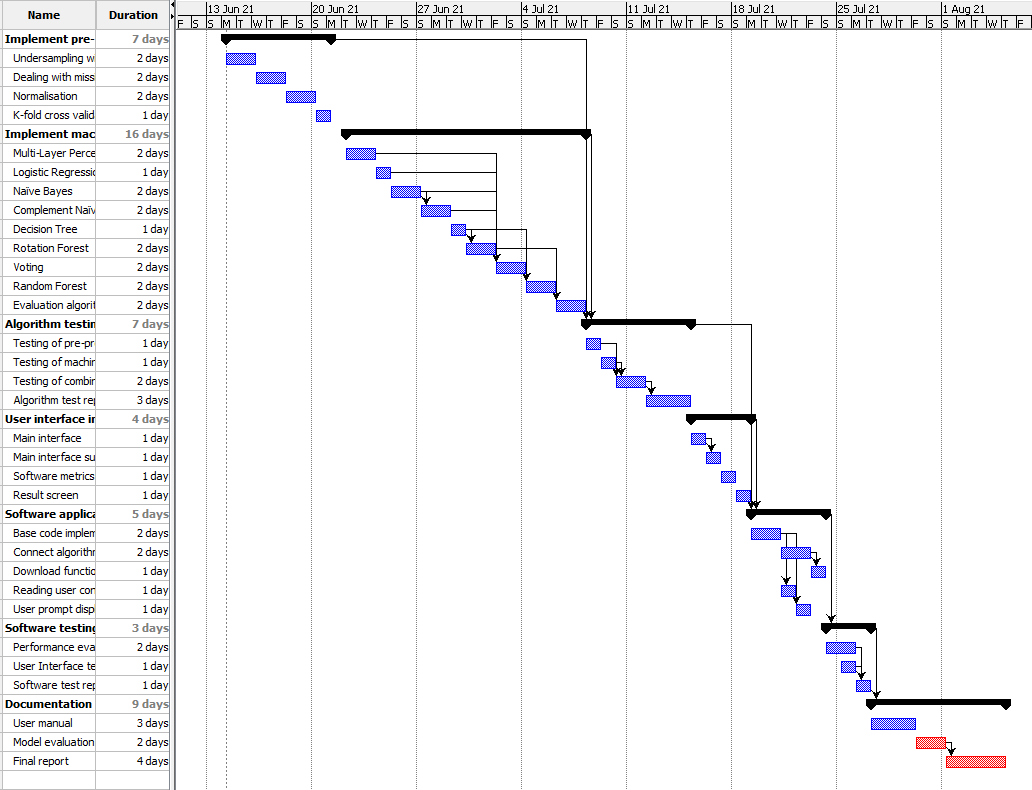 Name Duration 13 Jun 21 20 Jun 21 27 Jun 21 4 Jul 21 11 Jul 21 18 Jul 21 25 Jul 21 1 Aug 21
F S S M T W T F S S M T W T F S S M T W T F S S M T W T F S S M T W T F S S M T W T F S S M T W T F S S M T W T F
Implement pre- 7 days
Undersampling w 2 days
Dealing with miss 2 days
Normalisation 2 days
K-fold cross valid 1 day
Implement mac 16 days
Multi-Layer Perce 2 days
Logistic Regressic 1 day
Naïve Bayes 2 days
Complement Naïv 2 days
Decision Tree 1 day
Rotation Forest 2 days
Voting 2 days
Random Forest 2 days
Evaluation algorit 2 days
Algorithm testin 7 days
Testing of pre-pr 1 day
Testing of machir 1 day
Testing of combir 2 days
Algorithm test rep 3 days
User interface in 4 days
Main interface 1 day
Main interface su 1 day
Software metrics 1 day
Result screen 1 day
Software applica 5 days
Base code implem 2 days
Connect algorithr 2 days
Download functio 1 day
Reading user con 1 day
User prompt displ 1 day
Software testing 3 days
Performance eva 2 days
User Interface te 1 day
Software test rep 1 day
Documentation 9 days
User manual 3 days
Model evaluation 2 days
Final report 4 days